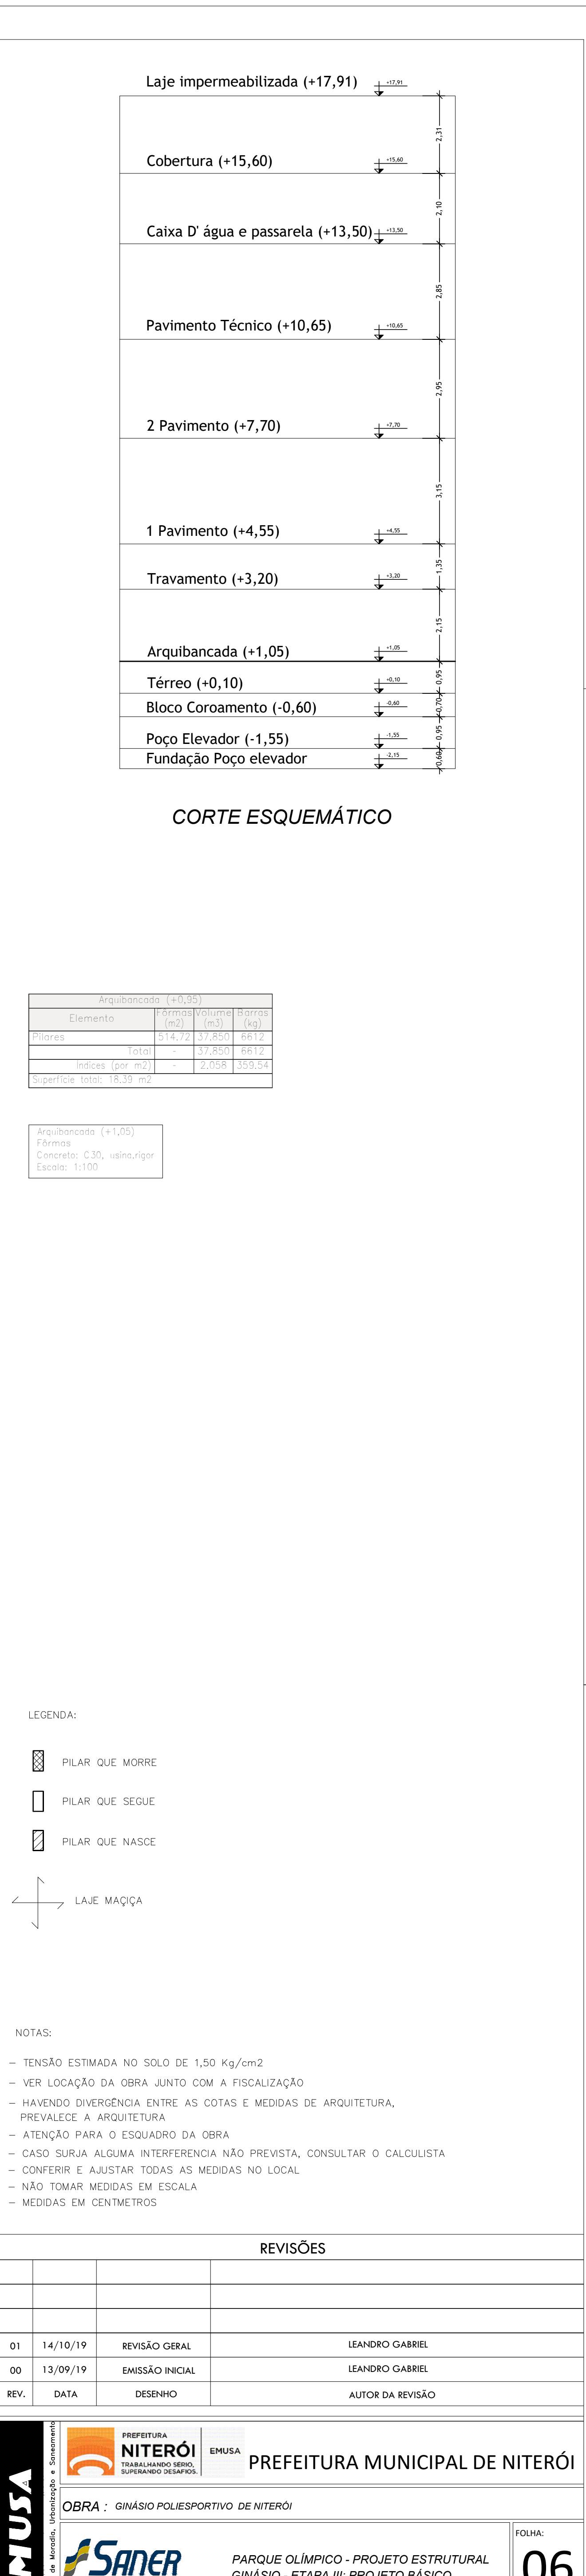 Laje impermeabilizada (+17,91) +17,91
2,31
Cobertura (+15,60) +15,60
2,10
Caixa D' água e passarela (+13,50) +13,50
2,85
Pavimento Técnico (+10,65) +10,65
2,95
2 Pavimento (+7,70) +7,70
3,15
1 Pavimento (+4,55) +4,55
1,35
Travamento (+3,20) +3,20
2,15
Arquibancada (+1,05) +1,05
0,95
Térreo (+0,10) +0,10
0,70
Bloco Coroamento (-0,60) -0,60
0,95
Poço Elevador (-1,55) -1,55
0,60
Fundação Poço elevador -2,15
CORTE ESQUEMÁTICO
Arquibancada (+0,95)
Elemento Fôrmas (m2) Volume (m3) Barras (kg)
Pilares 514.72 37.850 6612
Total - 37.850 6612
Índices (por m2) - 2.058 359.54
Superfície total: 18.39 m2
Arquibancada (+1,05)
Fôrmas
Concreto: C30, usina.rigor
Escala: 1:100
LEGENDA:
PILAR QUE MORRE
PILAR QUE SEGUE
PILAR QUE NASCE
LAJE MAÇIÇA
NOTAS:
– TENSÃO ESTIMADA NO SOLO DE 1,50 Kg/cm2
– VER LOCAÇÃO DA OBRA JUNTO COM A FISCALIZAÇÃO
– HAVENDO DIVERGÊNCIA ENTRE AS COTAS E MEDIDAS DE ARQUITETURA,
PREVALECE A ARQUITETURA
– ATENÇÃO PARA O ESQUADRO DA OBRA
– CASO SURJA ALGUMA INTERFERENCIA NÃO PREVISTA, CONSULTAR O CALCULISTA
– CONFERIR E AJUSTAR TODAS AS MEDIDAS NO LOCAL
– NÃO TOMAR MEDIDAS EM ESCALA
– MEDIDAS EM CENTMETROS
REVISÕES
01 14/10/19 REVISÃO GERAL LEANDRO GABRIEL
00 13/09/19 EMISSÃO INICIAL LEANDRO GABRIEL
REV. DATA DESENHO AUTOR DA REVISÃO
MUSA
de Moradia, Urbanização e Saneamento
PREFEITURA
NITERÓI
TRABALHANDO SÉRIO,
SUPERANDO DESAFIOS.
EMUSA
PREFEITURA MUNICIPAL DE NITERÓI
OBRA : GINÁSIO POLIESPORTIVO DE NITERÓI
SANER
PARQUE OLÍMPICO - PROJETO ESTRUTURAL
GINÁSIO - ETAPA III: PROJETO BÁSICO
FOLHA:
06